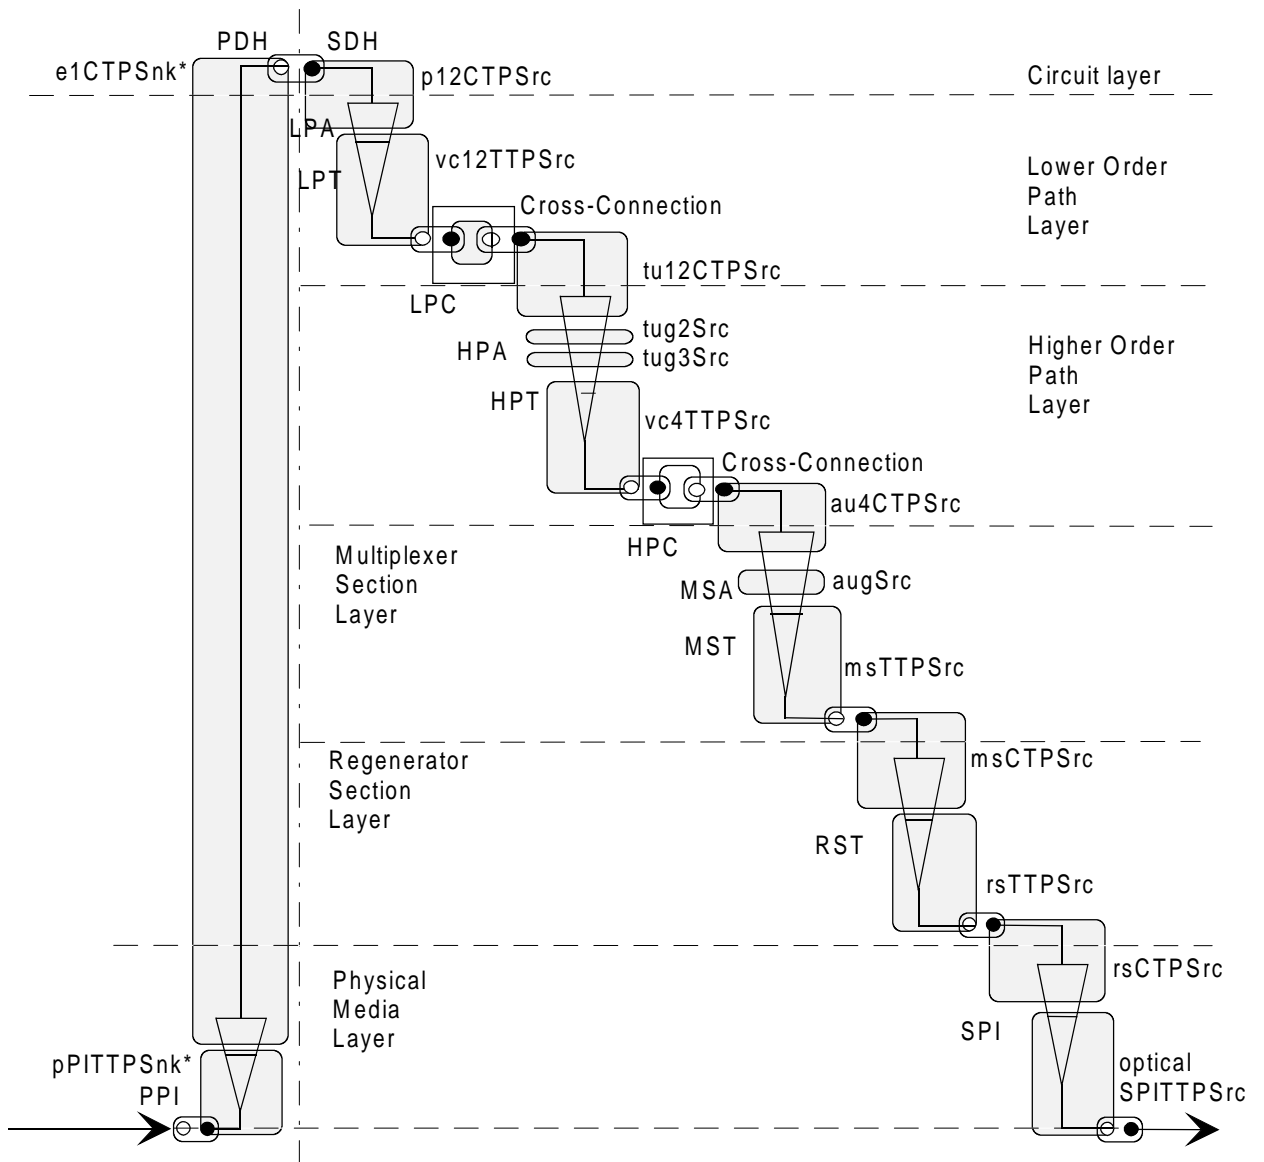 PDH
SDH
e1CTPSnk*
p12CTPSrc
Circuit layer
LPA
vc12TTPSrc
LPT
Lower Order
Path
Layer
Cross-Connection
tu12CTPSrc
LPC
tug2Src
HPA
tug3Src
Higher Order
Path
Layer
HPT
vc4TTPSrc
Cross-Connection
au4CTPSrc
HPC
Multiplexer
Section
Layer
MSA
augSrc
MST
msTTPSrc
Regenerator
Section
Layer
msCTPSrc
RST
rsTTPSrc
rsCTPSrc
Physical
Media
Layer
SPI
pPITTPSnk*
PPI
optical
SPITTPSrc